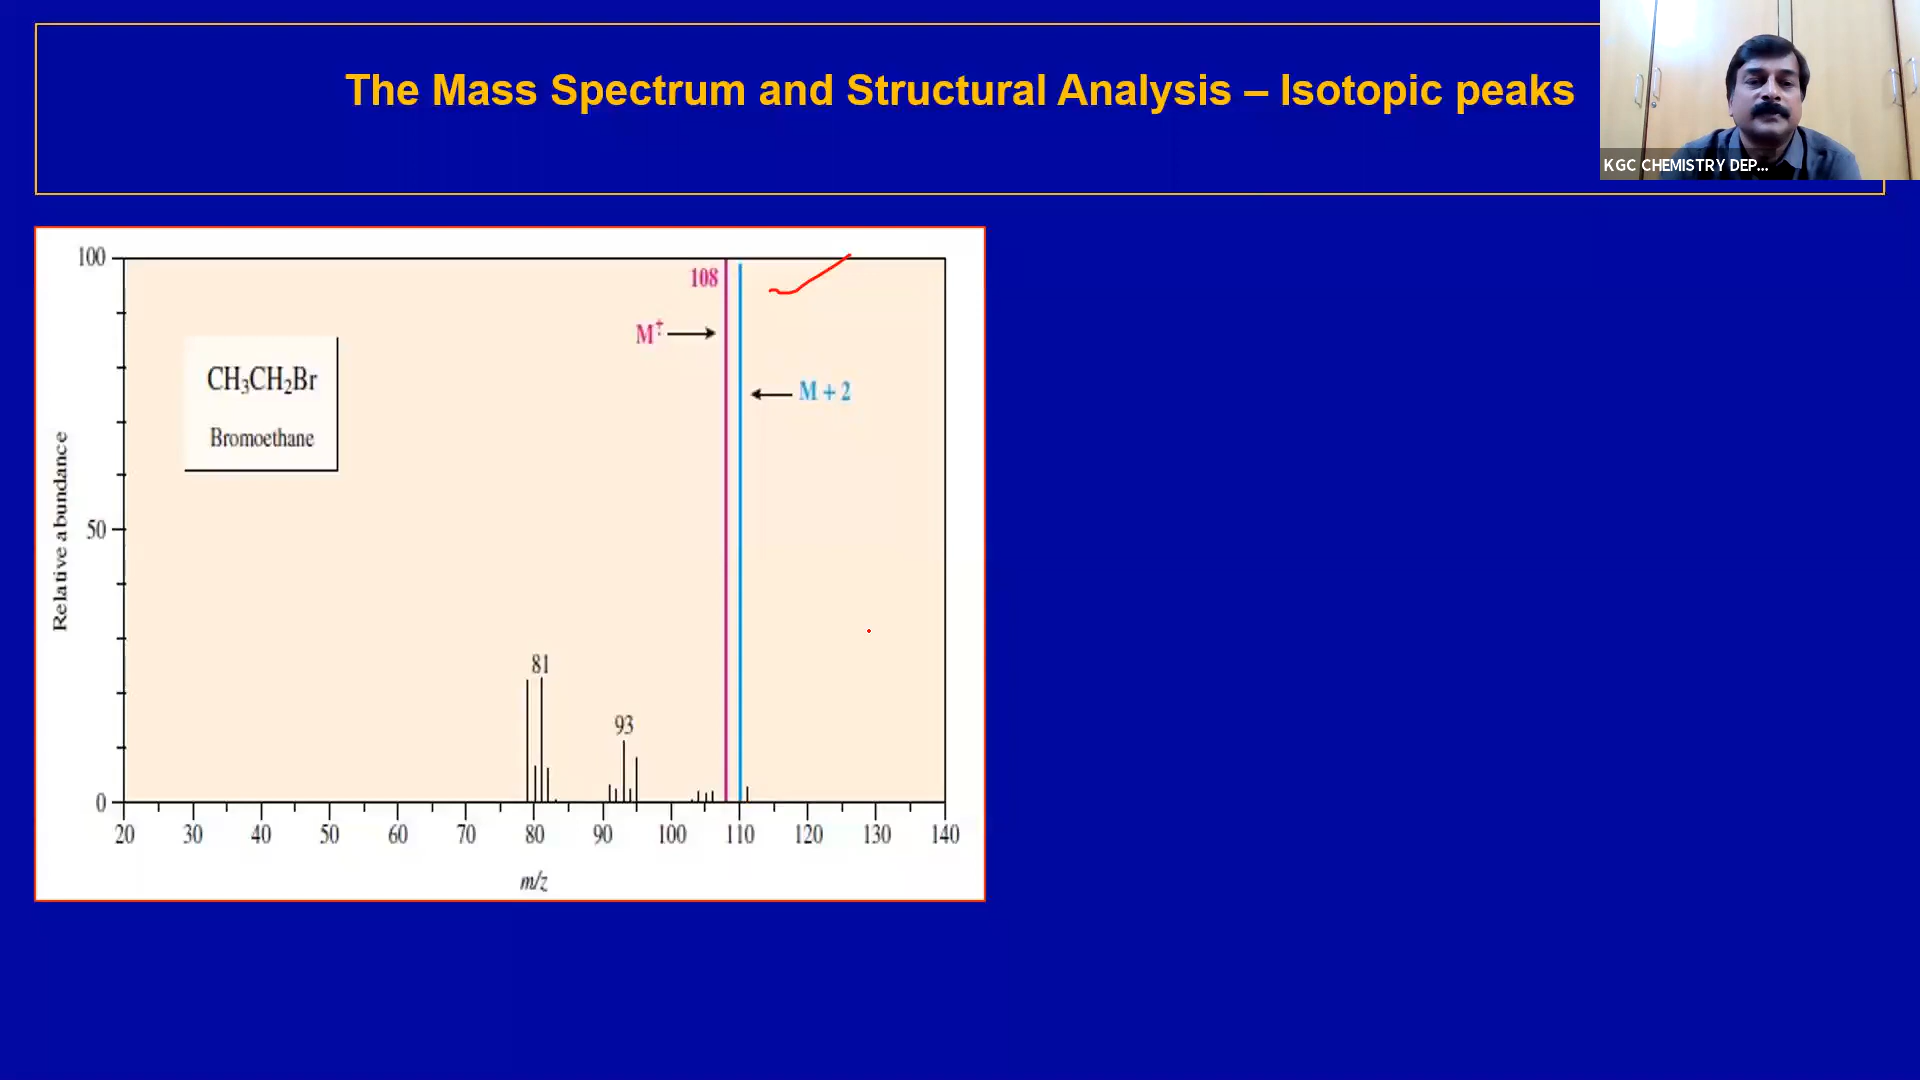 The Mass Spectrum and Structural Analysis – Isotopic peaks
KGC CHEMISTRY DEP...
100
108
M⁺
M + 2
CH₃CH₂Br
Bromoethane
Relative abundance
50
81
93
0
20 30 40 50 60 70 80 90 100 110 120 130 140
m/z